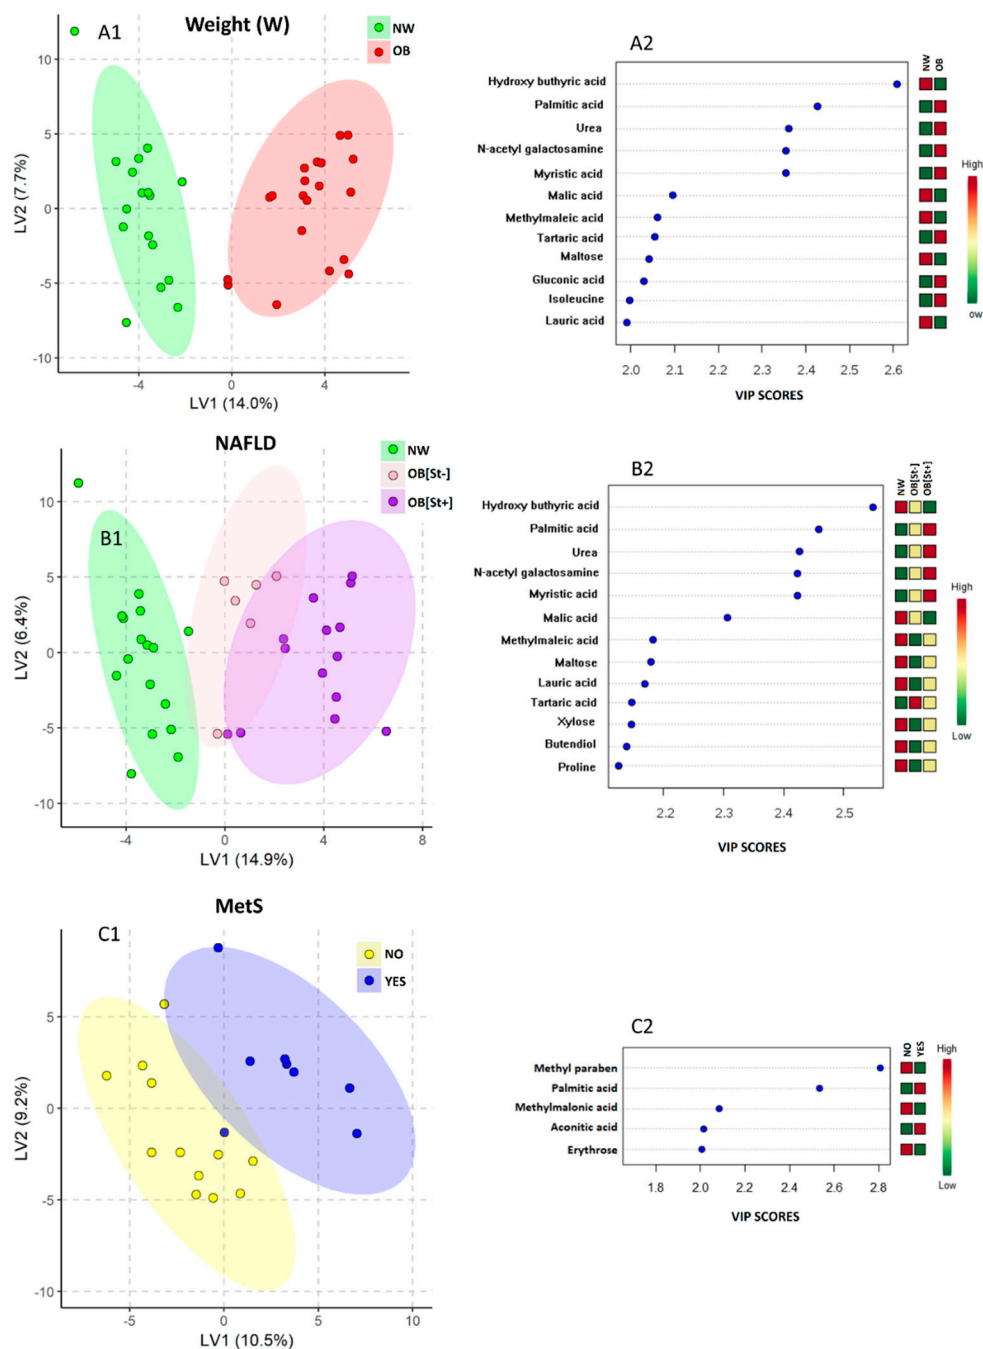 Weight (W)
A1
NW
OB
10
5
0
-5
-10
LV2 (7.7%)
-4
0
4
LV1 (14.0%)
A2
NW
OB
Hydroxy buthyric acid
Palmitic acid
Urea
N-acetyl galactosamine
Myristic acid
Malic acid
Methylmaleic acid
Tartaric acid
Maltose
Gluconic acid
Isoleucine
Lauric acid
2.0
2.1
2.2
2.3
2.4
2.5
2.6
VIP SCORES
High
ow
NAFLD
B1
NW
OB[St-]
OB[St+]
10
5
0
-5
-10
LV2 (6.4%)
-4
0
4
8
LV1 (14.9%)
B2
NW
OB[St-]
OB[St+]
Hydroxy buthyric acid
Palmitic acid
Urea
N-acetyl galactosamine
Myristic acid
Malic acid
Methylmaleic acid
Maltose
Lauric acid
Tartaric acid
Xylose
Butendiol
Proline
2.2
2.3
2.4
2.5
VIP SCORES
High
Low
MetS
C1
NO
YES
5
0
-5
-10
LV2 (9.2%)
-5
0
5
10
LV1 (10.5%)
C2
NO
YES
Methyl paraben
Palmitic acid
Methylmalonic acid
Aconitic acid
Erythrose
1.8
2.0
2.2
2.4
2.6
2.8
VIP SCORES
High
Low